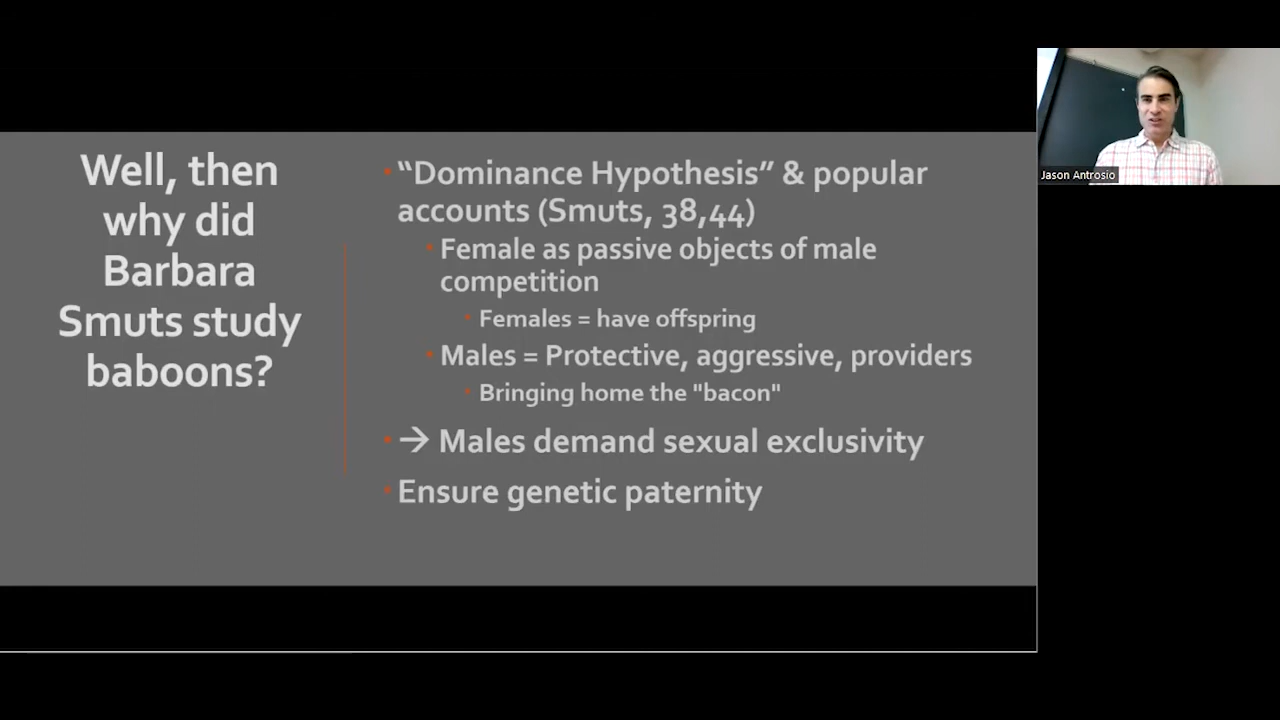 Well, then
why did
Barbara
Smuts study
baboons?
“Dominance Hypothesis” & popular
accounts (Smuts, 38,44)
Female as passive objects of male
competition
Females = have offspring
Males = Protective, aggressive, providers
Bringing home the "bacon"
→ Males demand sexual exclusivity
Ensure genetic paternity
Jason Antrosio